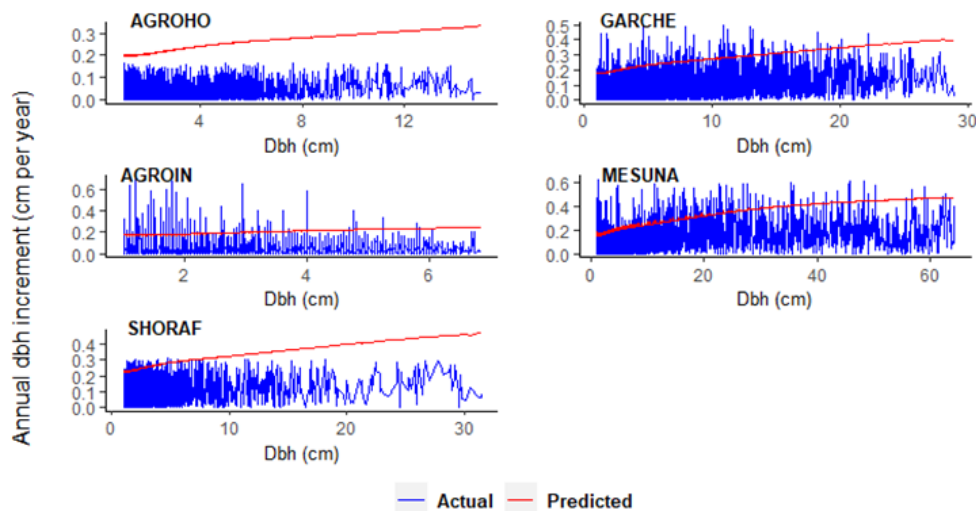 Annual dbh increment (cm per year)
AGROHO
0.3
0.2
0.1
0.0
4 8 12
Dbh (cm)
GARCHE
0.5
0.4
0.3
0.2
0.1
0.0
0 10 20 30
Dbh (cm)
AGROIN
0.6
0.4
0.2
0.0
2 4 6
Dbh (cm)
MESUNA
0.6
0.4
0.2
0.0
0 20 40 60
Dbh (cm)
SHORAF
0.4
0.3
0.2
0.1
0.0
0 10 20 30
Dbh (cm)
Actual Predicted